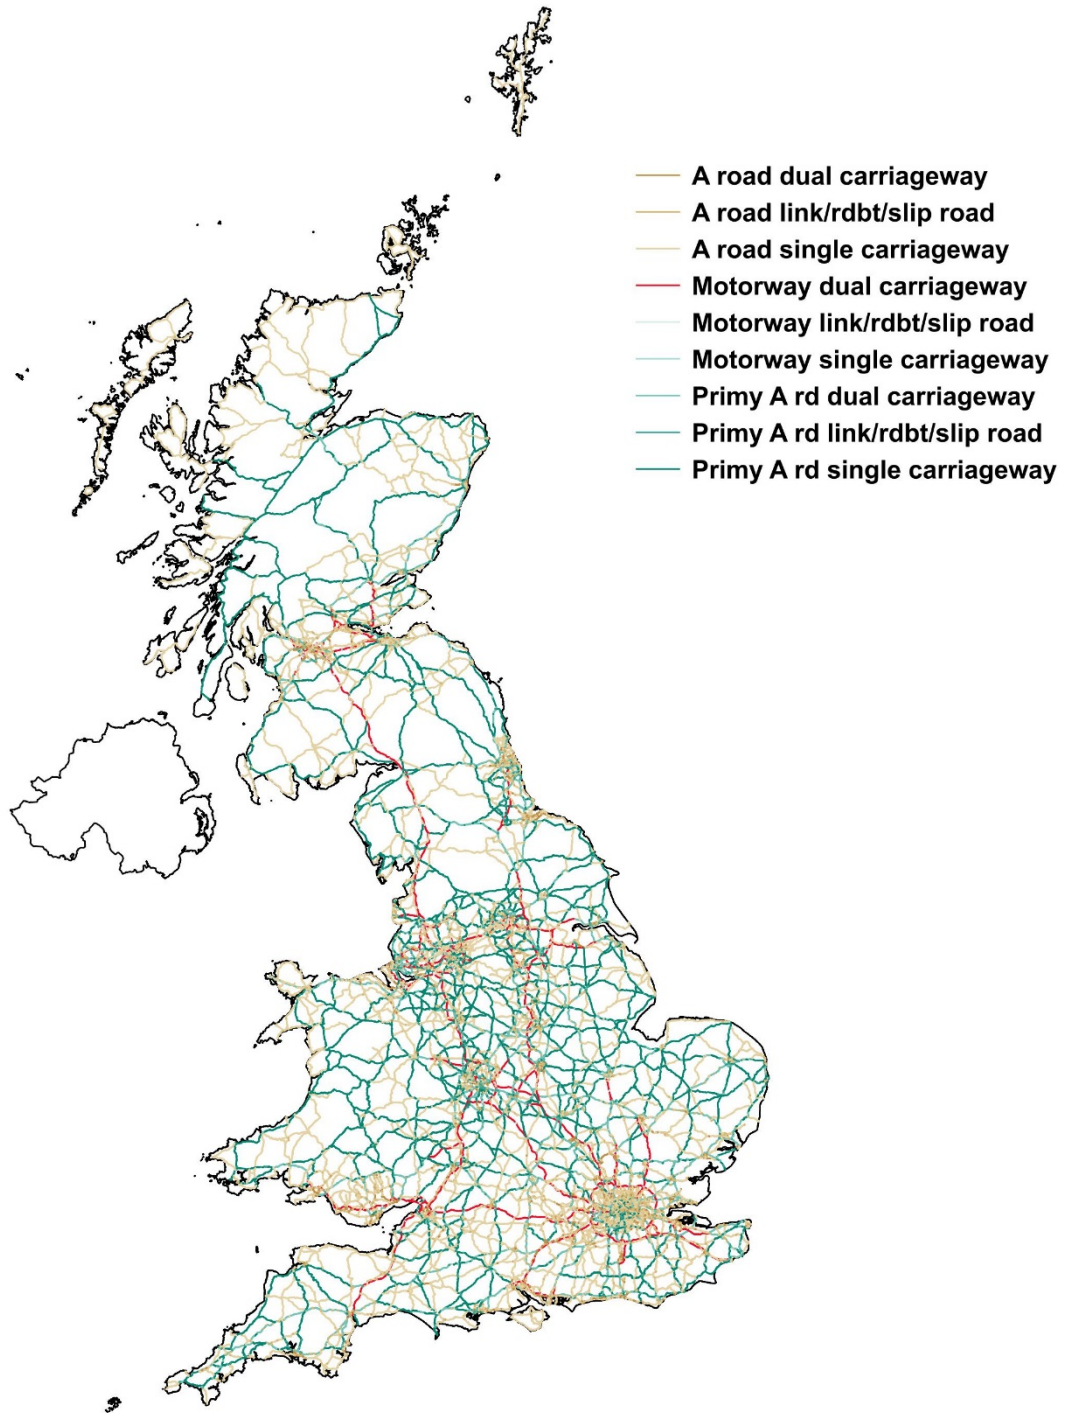 A road dual carriageway
A road link/rdbt/slip road
A road single carriageway
Motorway dual carriageway
Motorway link/rdbt/slip road
Motorway single carriageway
Primy A rd dual carriageway
Primy A rd link/rdbt/slip road
Primy A rd single carriageway